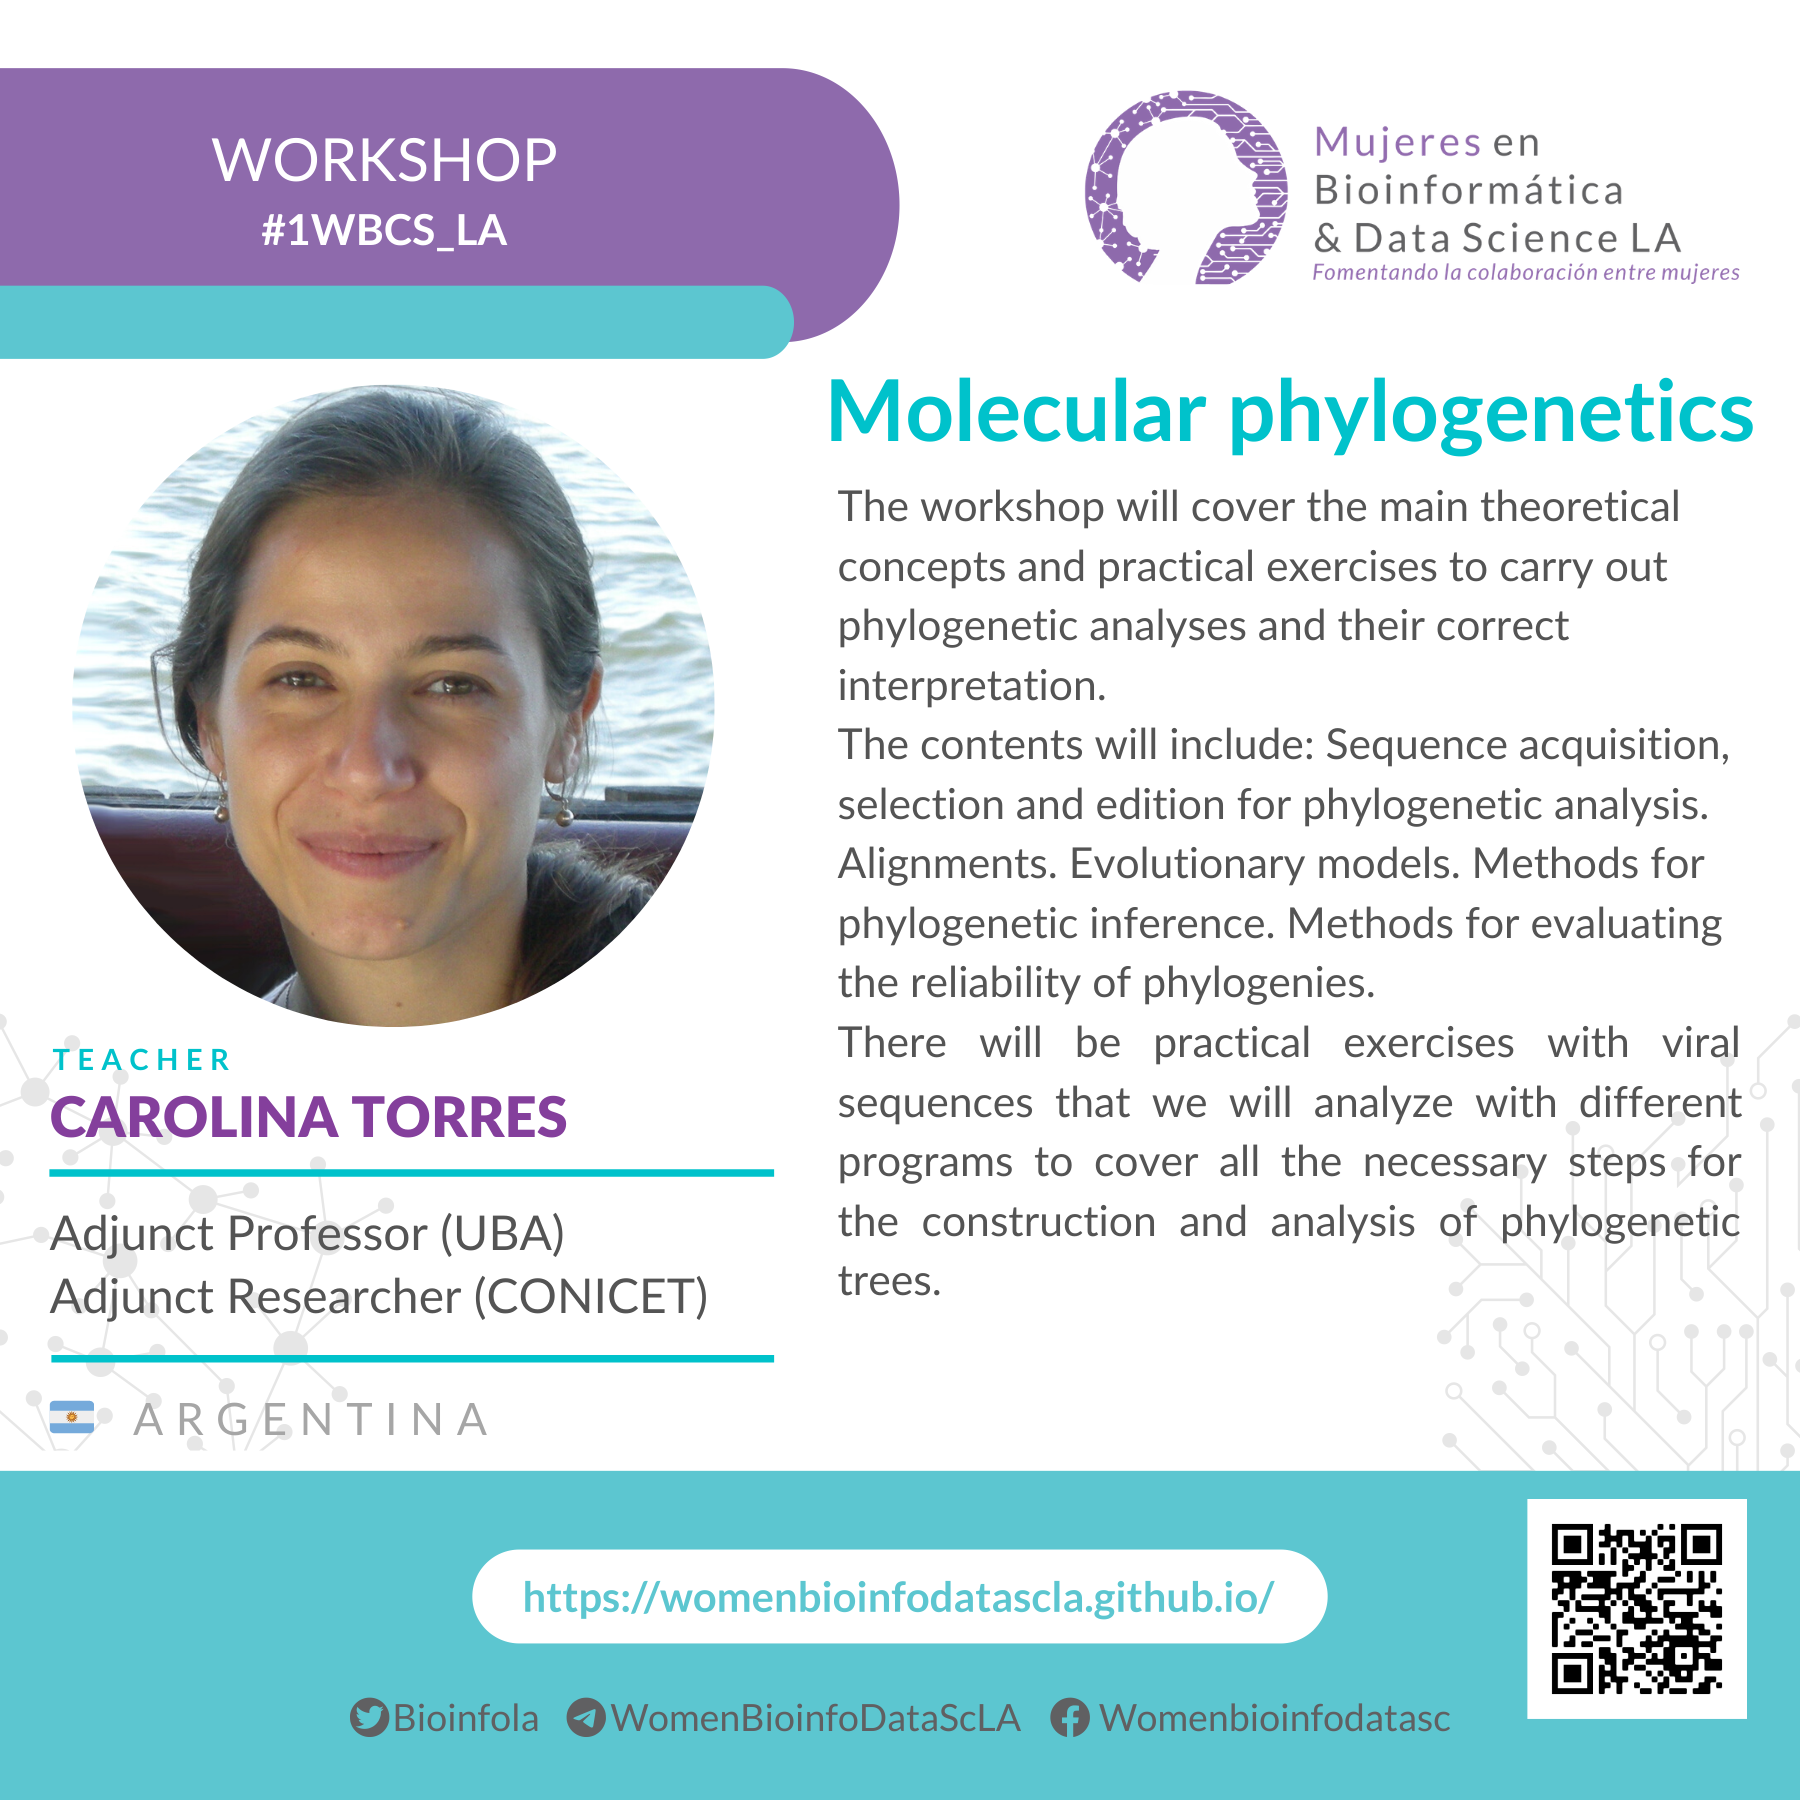 WORKSHOP
#1WBCS_LA
Mujeres en
Bioinformática
& Data Science LA
Fomentando la colaboración entre mujeres
Molecular phylogenetics
The workshop will cover the main theoretical
concepts and practical exercises to carry out
phylogenetic analyses and their correct
interpretation.
The contents will include: Sequence acquisition,
selection and edition for phylogenetic analysis.
Alignments. Evolutionary models. Methods for
phylogenetic inference. Methods for evaluating
the reliability of phylogenies.
There will be practical exercises with viral
sequences that we will analyze with different
programs to cover all the necessary steps for
the construction and analysis of phylogenetic
trees.
TEACHER
CAROLINA TORRES
Adjunct Professor (UBA)
Adjunct Researcher (CONICET)
ARGENTINA
https://womenbioinfodatascla.github.io/
Bioinfola WomenBioinfoDataScLA Womenbioinfodatasc